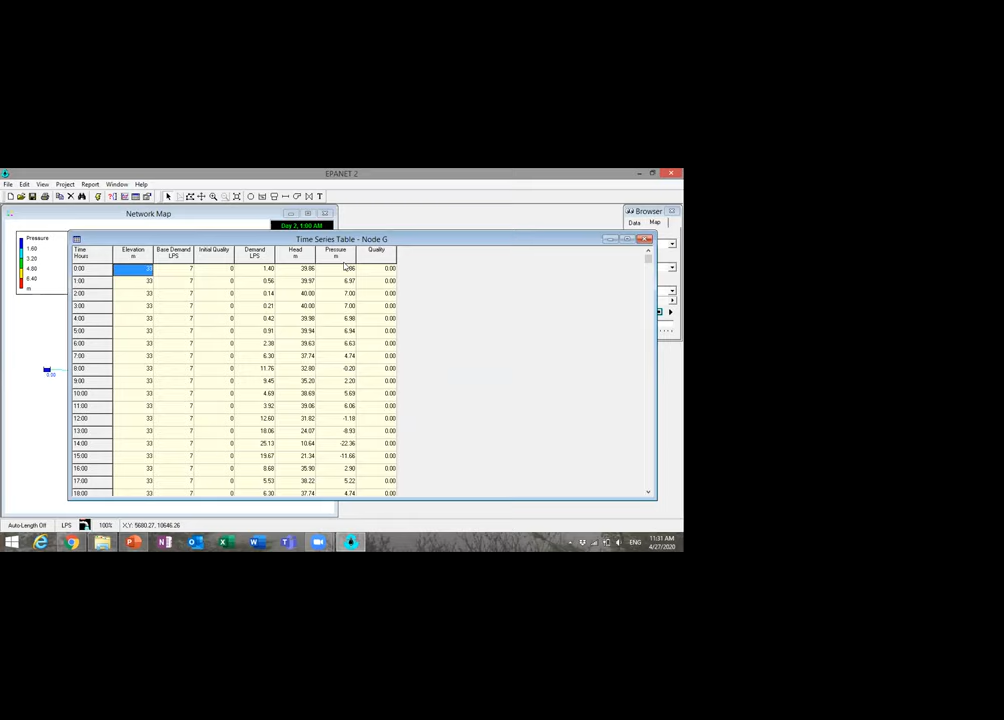 EPANET 2
File Edit View Project Report Window Help
Network Map
Browser
Data Map
Day 2, 1:00 AM
Pressure
1.60
3.20
4.80
6.40
m
0.00
Time Series Table - Node G
Time Hours Elevation m Base Demand LPS Initial Quality Demand LPS Head m Pressure m Quality
0:00 33 7 0 1.40 39.86 86 0.00
1:00 33 7 0 0.56 39.97 6.97 0.00
2:00 33 7 0 0.14 40.00 7.00 0.00
3:00 33 7 0 0.21 40.00 7.00 0.00
4:00 33 7 0 0.42 39.98 6.98 0.00
5:00 33 7 0 0.91 39.94 6.94 0.00
6:00 33 7 0 2.38 39.63 6.63 0.00
7:00 33 7 0 6.30 37.74 4.74 0.00
8:00 33 7 0 11.76 32.80 -0.20 0.00
9:00 33 7 0 9.45 35.20 2.20 0.00
10:00 33 7 0 4.69 38.69 5.69 0.00
11:00 33 7 0 3.92 39.06 6.06 0.00
12:00 33 7 0 12.60 31.82 -1.18 0.00
13:00 33 7 0 18.06 24.07 -8.93 0.00
14:00 33 7 0 25.13 10.64 -22.36 0.00
15:00 33 7 0 19.67 21.34 -11.66 0.00
16:00 33 7 0 8.68 35.90 2.90 0.00
17:00 33 7 0 5.53 38.22 5.22 0.00
18:00 33 7 0 6.30 37.74 4.74 0.00
Auto-Length Off LPS 100% X,Y: 5680.27, 10646.26
ENG
11:31 AM
4/27/2020